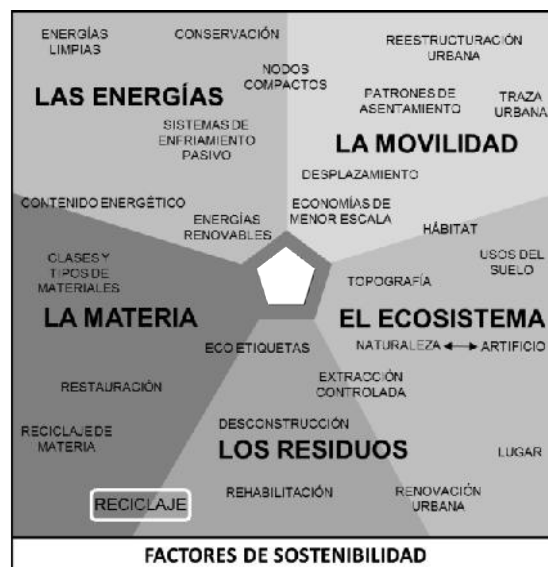 ENERGÍAS
LIMPIAS
CONSERVACIÓN
NODOS
COMPACTOS
LAS ENERGÍAS
SISTEMAS DE
ENFRIAMIENTO
PASIVO
CONTENIDO ENERGÉTICO
ENERGÍAS
RENOVABLES
REESTRUCTURACIÓN
URBANA
PATRONES DE
ASENTAMIENTO
TRAZA
URBANA
LA MOVILIDAD
DESPLAZAMIENTO
ECONOMÍAS DE
MENOR ESCALA
HÁBITAT
USOS DEL
SUELO
TOPOGRAFÍA
EL ECOSISTEMA
NATURALEZA ↔ ARTIFICIO
LUGAR
CLASES Y
TIPOS DE
MATERIALES
LA MATERIA
ECO ETIQUETAS
RESTAURACIÓN
RECICLAJE DE
MATERIA
RECICLAJE
EXTRACCIÓN
CONTROLADA
DESCONSTRUCCIÓN
LOS RESIDUOS
REHABILITACIÓN
RENOVACIÓN
URBANA
FACTORES DE SOSTENIBILIDAD